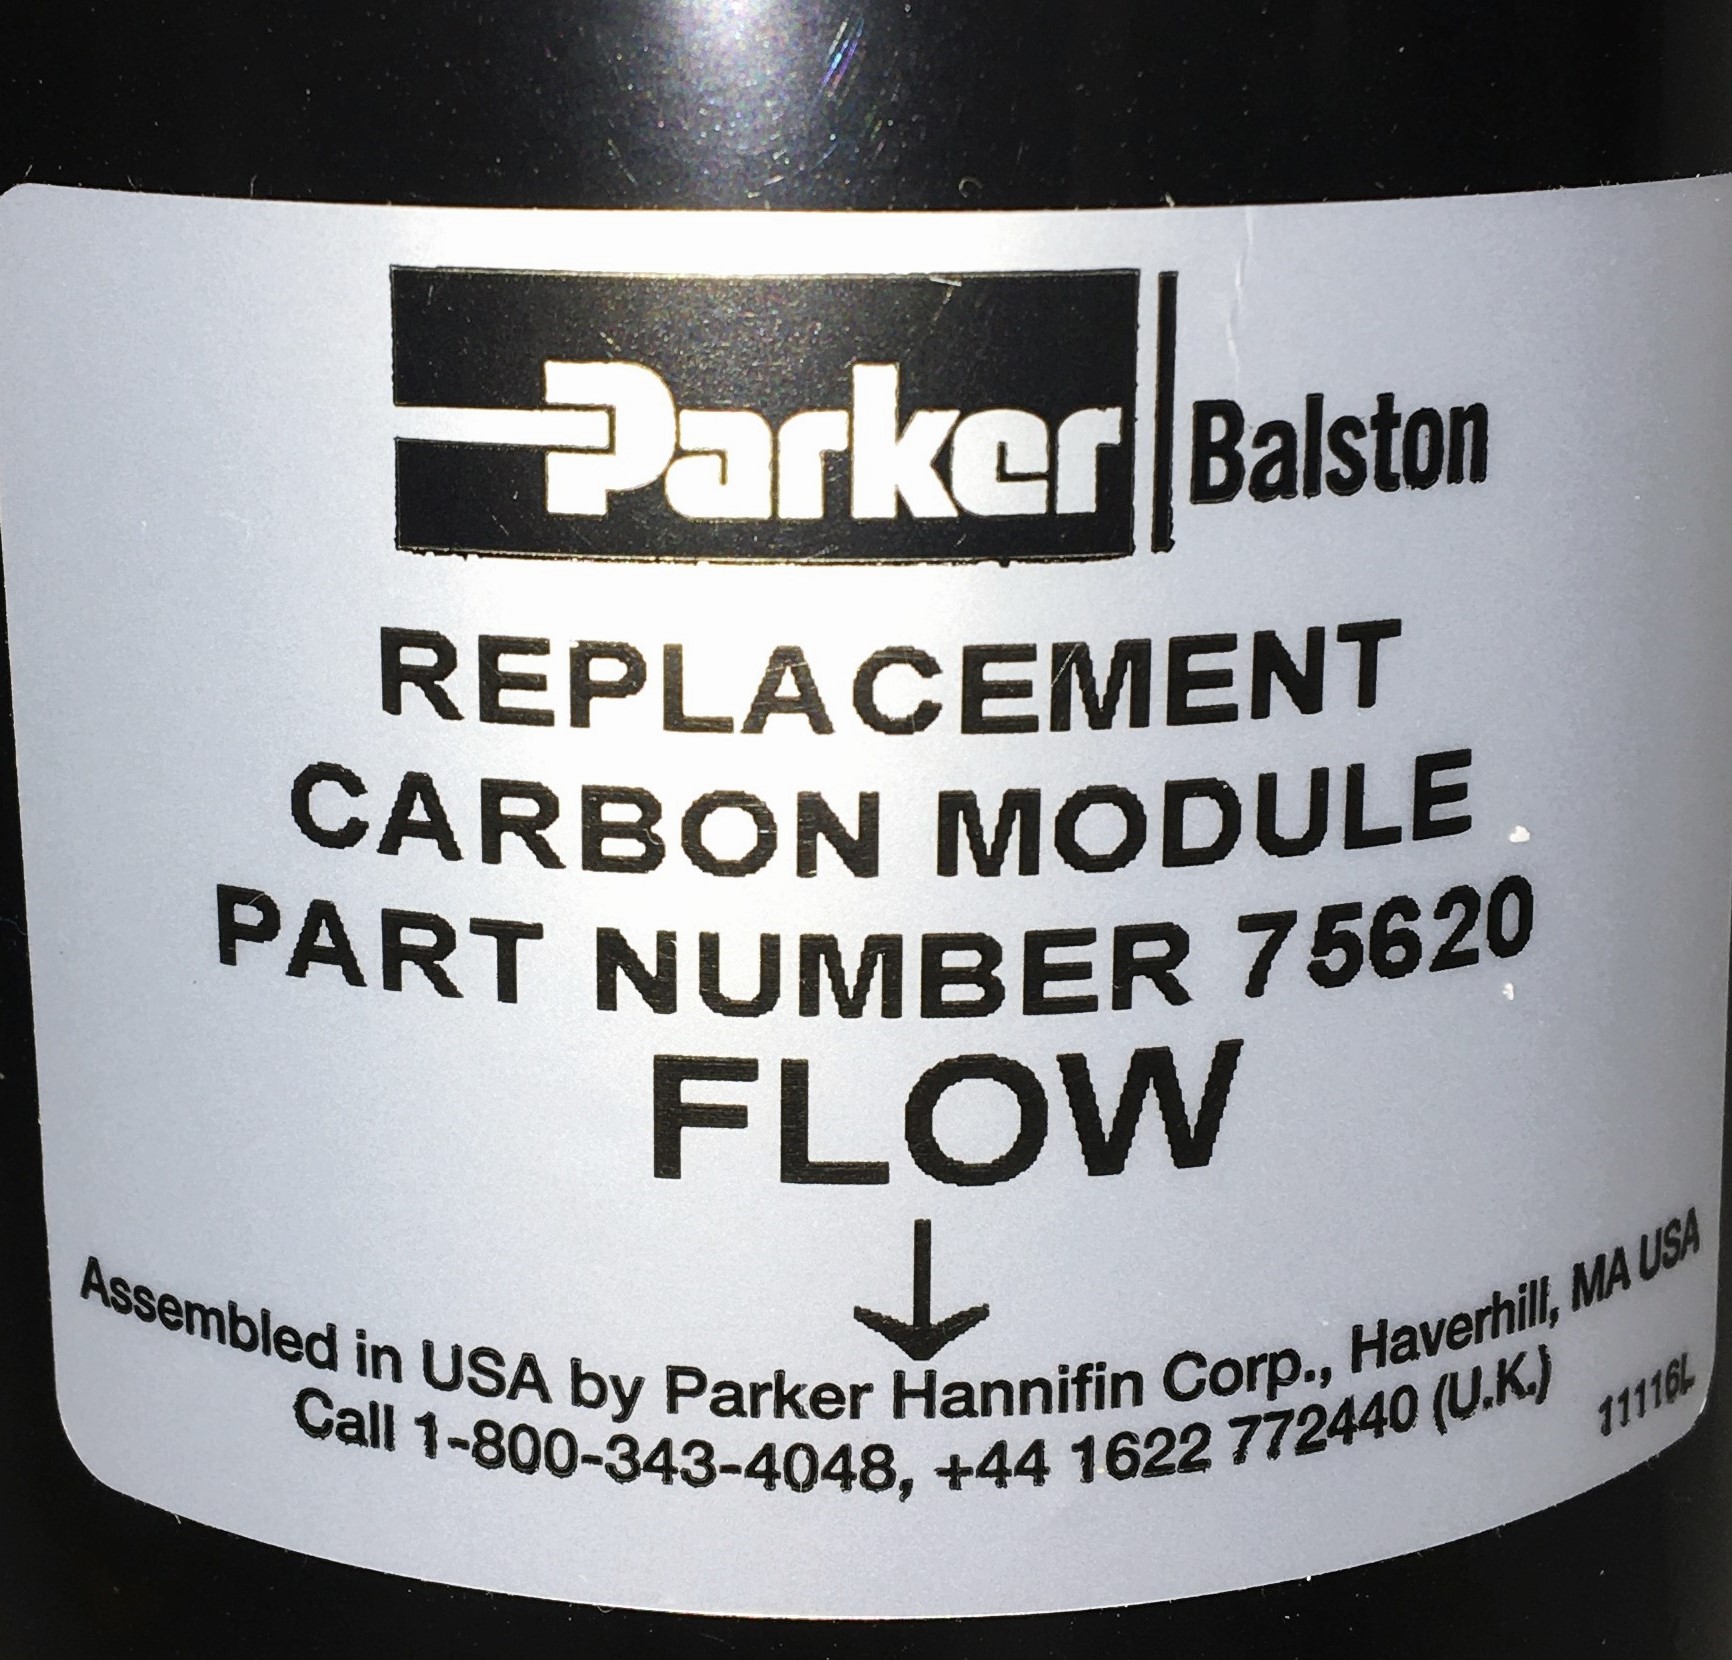 Parker Balston
REPLACEMENT
CARBON MODULE
PART NUMBER 75620
FLOW
Assembled in USA by Parker Hannifin Corp., Haverhill, MA USA
Call 1-800-343-4048, +44 1622 772440 (U.K.)
11116L